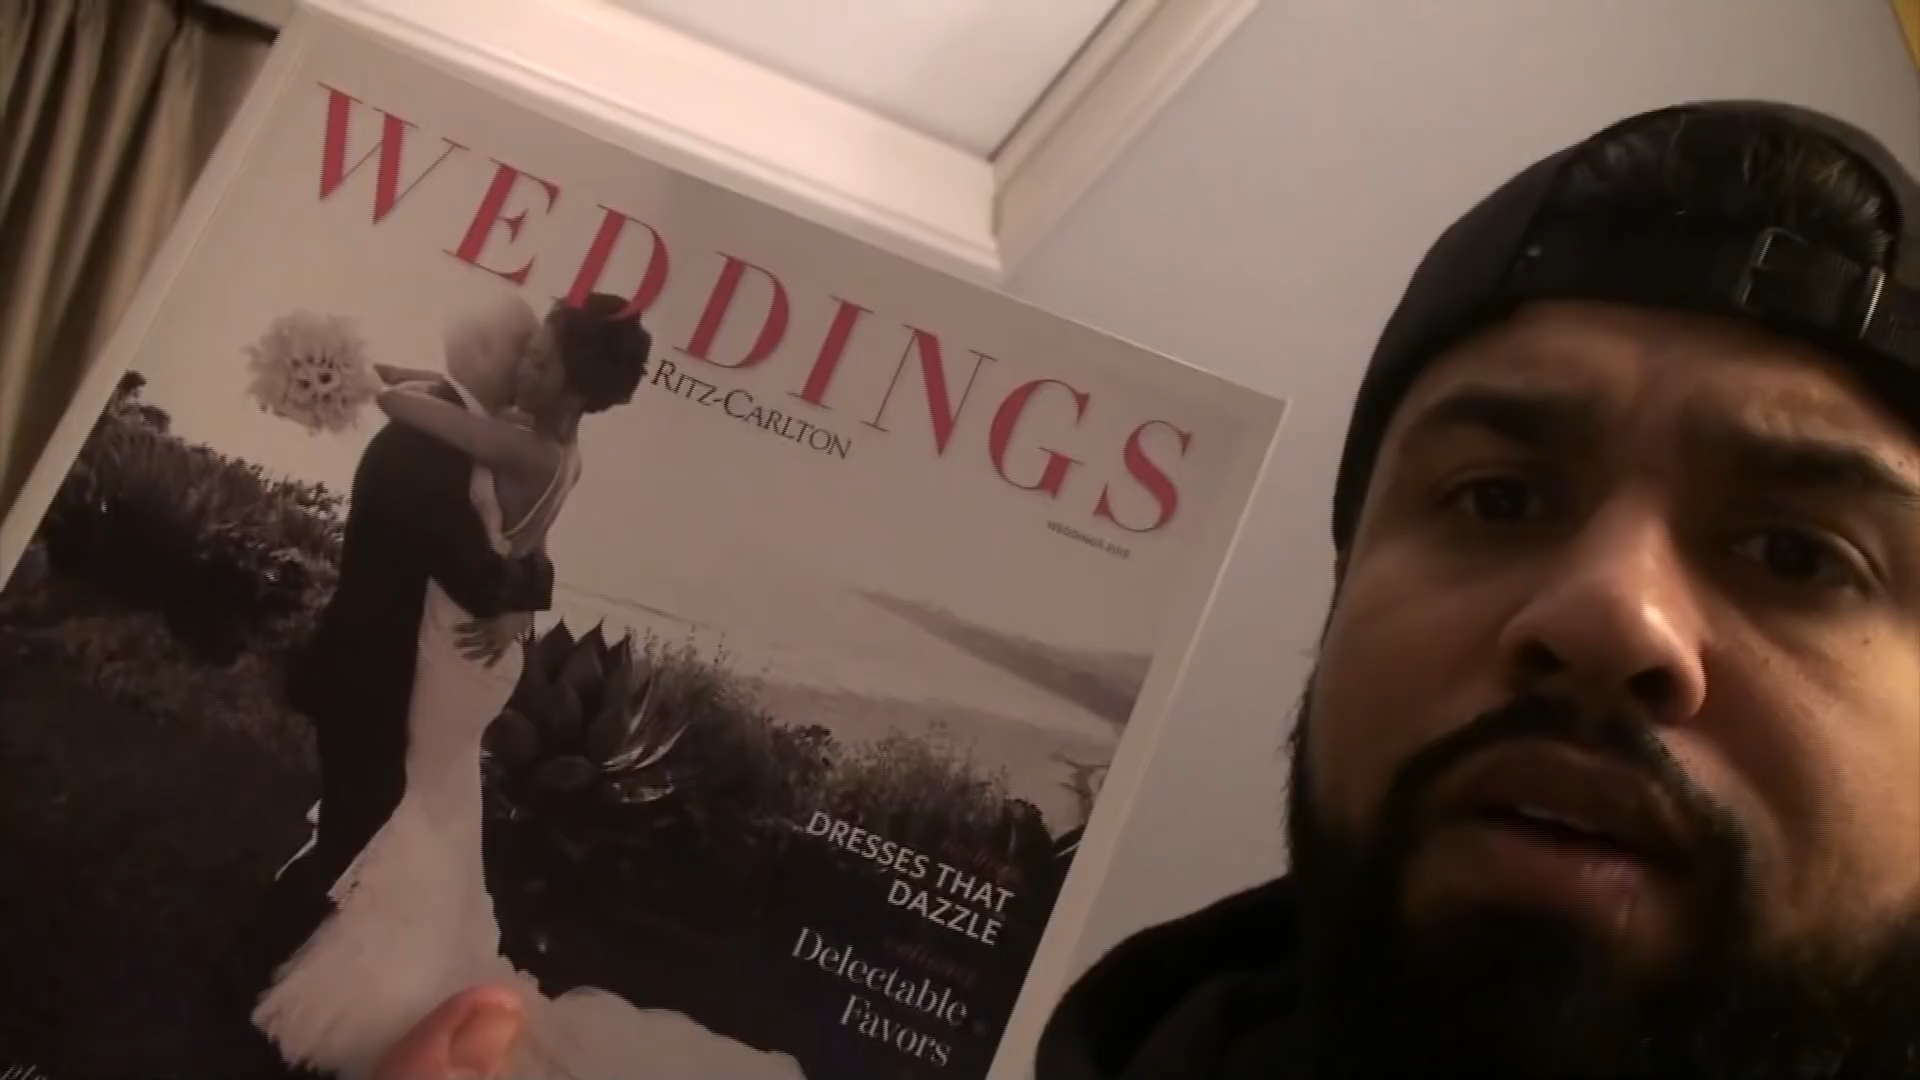 WEDDINGS
RITZ-CARLTON
DRESSES THAT
DAZZLE
Delectable
Favors